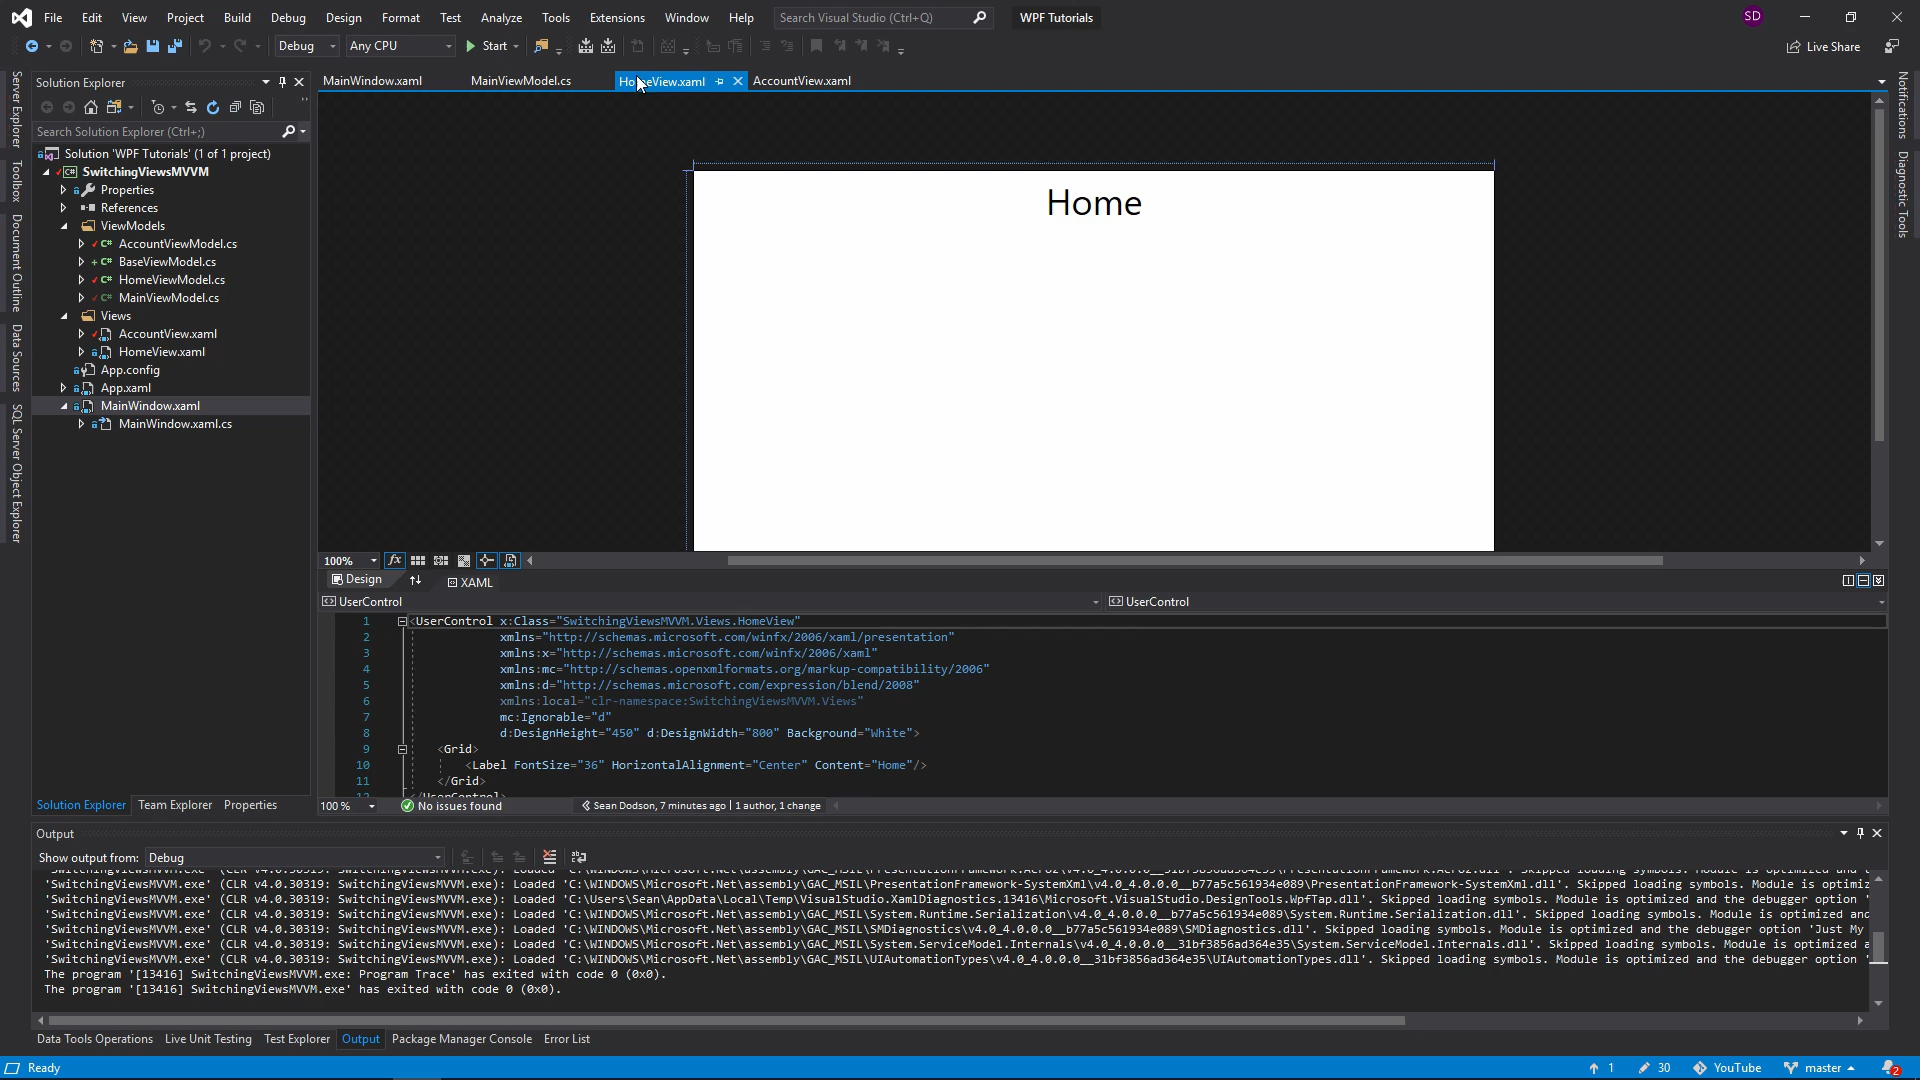 File Edit View Project Build Debug Design Format Test Analyze Tools Extensions Window Help Search Visual Studio (Ctrl+Q) WPF Tutorials SD
Debug Any CPU Start Live Share
Server Explorer
Toolbox
Document Outline
Data Sources
SQL Server Object Explorer
Solution Explorer
Search Solution Explorer (Ctrl+;)
Solution 'WPF Tutorials' (1 of 1 project)
SwitchingViewsMVVM
Properties
References
ViewModels
AccountViewModel.cs
BaseViewModel.cs
HomeViewModel.cs
MainViewModel.cs
Views
AccountView.xaml
HomeView.xaml
App.config
App.xaml
MainWindow.xaml
MainWindow.xaml.cs
Solution Explorer Team Explorer Properties
MainWindow.xaml MainViewModel.cs HomeView.xaml AccountView.xaml
Home
100%
Design XAML
UserControl UserControl
1 <UserControl x:Class="SwitchingViewsMVVM.Views.HomeView"
2 xmlns="http://schemas.microsoft.com/winfx/2006/xaml/presentation"
3 xmlns:x="http://schemas.microsoft.com/winfx/2006/xaml"
4 xmlns:mc="http://schemas.openxmlformats.org/markup-compatibility/2006"
5 xmlns:d="http://schemas.microsoft.com/expression/blend/2008"
6 xmlns:local="clr-namespace:SwitchingViewsMVVM.Views"
7 mc:Ignorable="d"
8 d:DesignHeight="450" d:DesignWidth="800" Background="White">
9 <Grid>
10 <Label FontSize="36" HorizontalAlignment="Center" Content="Home"/>
11 </Grid>
12 </UserControl>
100 % No issues found Sean Dodson, 7 minutes ago | 1 author, 1 change
Notifications
Diagnostic Tools
Output
Show output from: Debug
'SwitchingViewsMVVM.exe' (CLR v4.0.30319: SwitchingViewsMVVM.exe): Loaded 'C:\WINDOWS\Microsoft.Net\assembly\GAC_MSIL\PresentationFramework-SystemXml\v4.0_4.0.0.0__b77a5c561934e089\PresentationFramework-SystemXml.dll'. Skipped loading symbols. Module is optimiz
'SwitchingViewsMVVM.exe' (CLR v4.0.30319: SwitchingViewsMVVM.exe): Loaded 'C:\Users\Sean\AppData\Local\Temp\VisualStudio.XamlDiagnostics.13416\Microsoft.VisualStudio.DesignTools.WpfTap.dll'. Skipped loading symbols. Module is optimized and the debugger option '
'SwitchingViewsMVVM.exe' (CLR v4.0.30319: SwitchingViewsMVVM.exe): Loaded 'C:\WINDOWS\Microsoft.Net\assembly\GAC_MSIL\System.Runtime.Serialization\v4.0_4.0.0.0__b77a5c561934e089\System.Runtime.Serialization.dll'. Skipped loading symbols. Module is optimized and
'SwitchingViewsMVVM.exe' (CLR v4.0.30319: SwitchingViewsMVVM.exe): Loaded 'C:\WINDOWS\Microsoft.Net\assembly\GAC_MSIL\SMDiagnostics\v4.0_4.0.0.0__b77a5c561934e089\SMDiagnostics.dll'. Skipped loading symbols. Module is optimized and the debugger option 'Just My
'SwitchingViewsMVVM.exe' (CLR v4.0.30319: SwitchingViewsMVVM.exe): Loaded 'C:\WINDOWS\Microsoft.Net\assembly\GAC_MSIL\System.ServiceModel.Internals\v4.0_4.0.0.0__31bf3856ad364e35\System.ServiceModel.Internals.dll'. Skipped loading symbols. Module is optimized a
'SwitchingViewsMVVM.exe' (CLR v4.0.30319: SwitchingViewsMVVM.exe): Loaded 'C:\WINDOWS\Microsoft.Net\assembly\GAC_MSIL\UIAutomationTypes\v4.0_4.0.0.0__31bf3856ad364e35\UIAutomationTypes.dll'. Skipped loading symbols. Module is optimized and the debugger option '
The program '[13416] SwitchingViewsMVVM.exe: Program Trace' has exited with code 0 (0x0).
The program '[13416] SwitchingViewsMVVM.exe' has exited with code 0 (0x0).
Data Tools Operations Live Unit Testing Test Explorer Output Package Manager Console Error List
Ready 1 30 YouTube master 2